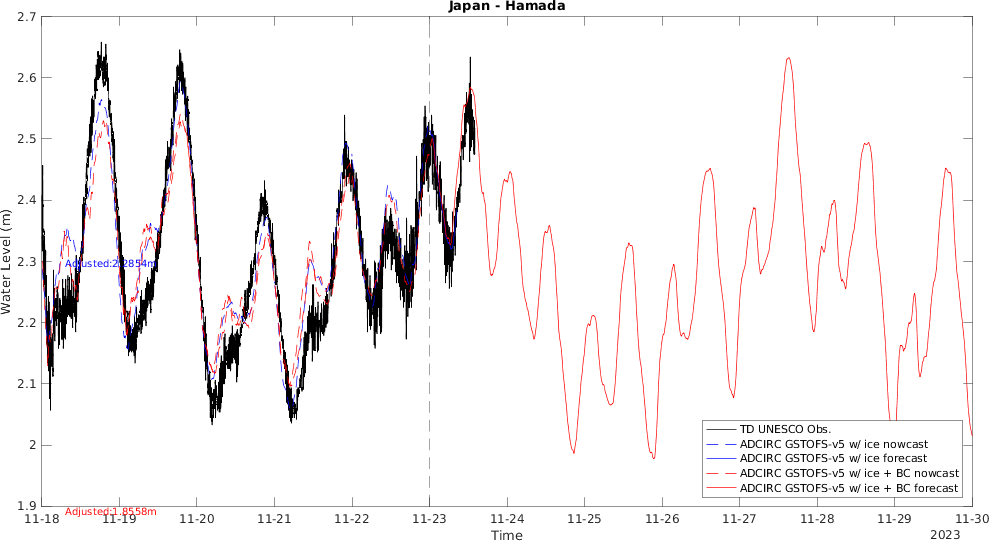 Japan - Hamada
2.7
2.6
2.5
2.4
2.3
2.2
2.1
2
1.9
Water Level (m)
Adjusted:2.2854m
Adjusted:1.8558m
TD UNESCO Obs.
ADCIRC GSTOFS-v5 w/ ice nowcast
ADCIRC GSTOFS-v5 w/ ice forecast
ADCIRC GSTOFS-v5 w/ ice + BC nowcast
ADCIRC GSTOFS-v5 w/ ice + BC forecast
11-18 11-19 11-20 11-21 11-22 11-23 11-24 11-25 11-26 11-27 11-28 11-29 11-30
Time
2023